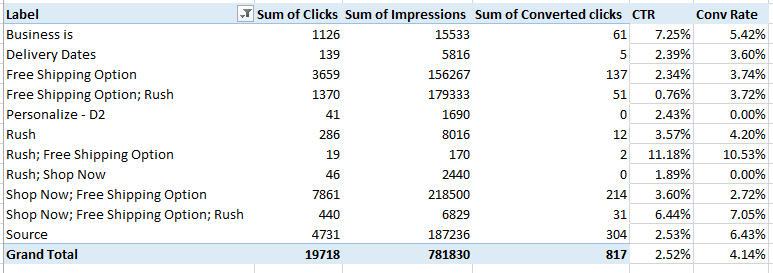 Label Sum of Clicks Sum of Impressions Sum of Converted clicks CTR Conv Rate
Business is 1126 15533 61 7.25% 5.42%
Delivery Dates 139 5816 5 2.39% 3.60%
Free Shipping Option 3659 156267 137 2.34% 3.74%
Free Shipping Option; Rush 1370 179333 51 0.76% 3.72%
Personalize - D2 41 1690 0 2.43% 0.00%
Rush 286 8016 12 3.57% 4.20%
Rush; Free Shipping Option 19 170 2 11.18% 10.53%
Rush; Shop Now 46 2440 0 1.89% 0.00%
Shop Now; Free Shipping Option 7861 218500 214 3.60% 2.72%
Shop Now; Free Shipping Option; Rush 440 6829 31 6.44% 7.05%
Source 4731 187236 304 2.53% 6.43%
Grand Total 19718 781830 817 2.52% 4.14%